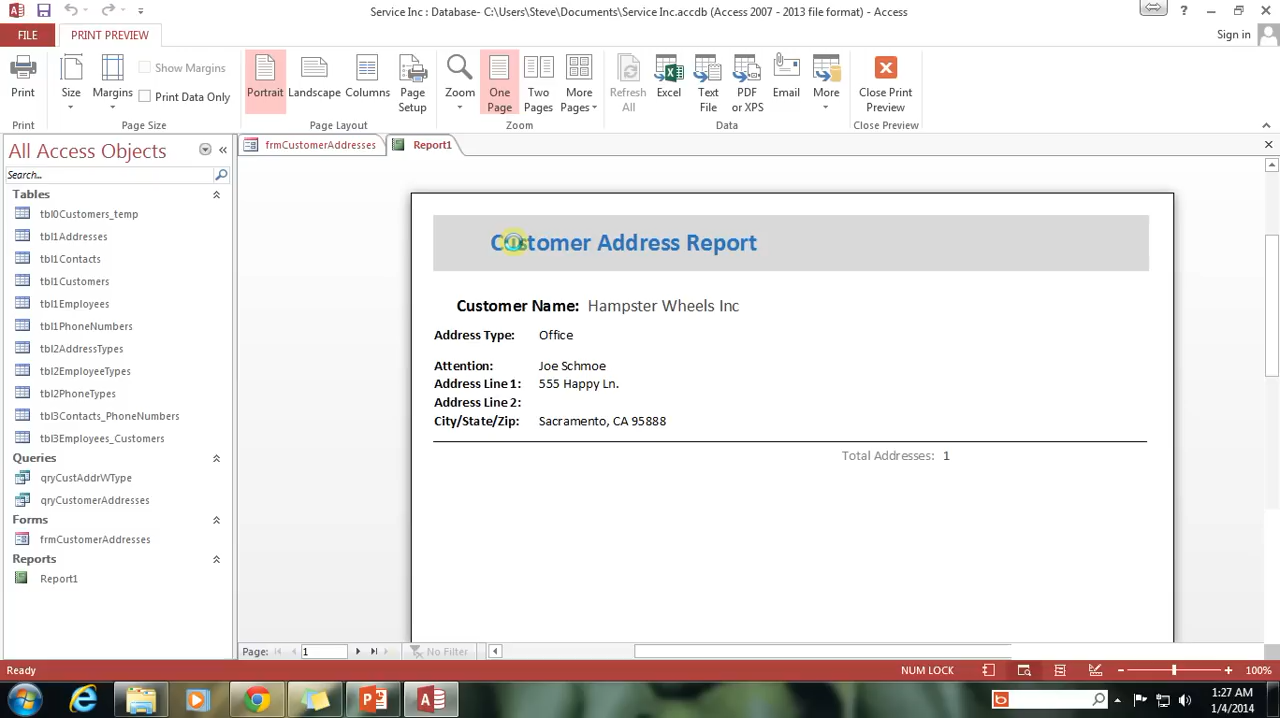 Service Inc : Database- C:\Users\Steve\Documents\Service Inc.accdb (Access 2007 - 2013 file format) - Access
FILE
PRINT PREVIEW
Sign in
Print
Size
Margins
Show Margins
Print Data Only
Portrait
Landscape
Columns
Page Setup
Zoom
One Page
Two Pages
More Pages
Refresh All
Excel
Text File
PDF or XPS
Email
More
Close Print Preview
Print
Page Size
Page Layout
Zoom
Data
Close Preview
All Access Objects
Search...
Tables
tbl0Customers_temp
tbl1Addresses
tbl1Contacts
tbl1Customers
tbl1Employees
tbl1PhoneNumbers
tbl2AddressTypes
tbl2EmployeeTypes
tbl2PhoneTypes
tbl3Contacts_PhoneNumbers
tbl3Employees_Customers
Queries
qryCustAddrWType
qryCustomerAddresses
Forms
frmCustomerAddresses
Reports
Report1
frmCustomerAddresses
Report1
Customer Address Report
Customer Name: Hampster Wheels Inc
Address Type: Office
Attention: Joe Schmoe
Address Line 1: 555 Happy Ln.
Address Line 2:
City/State/Zip: Sacramento, CA 95888
Total Addresses: 1
Page: 1
No Filter
Ready
NUM LOCK
100%
1:27 AM
1/4/2014